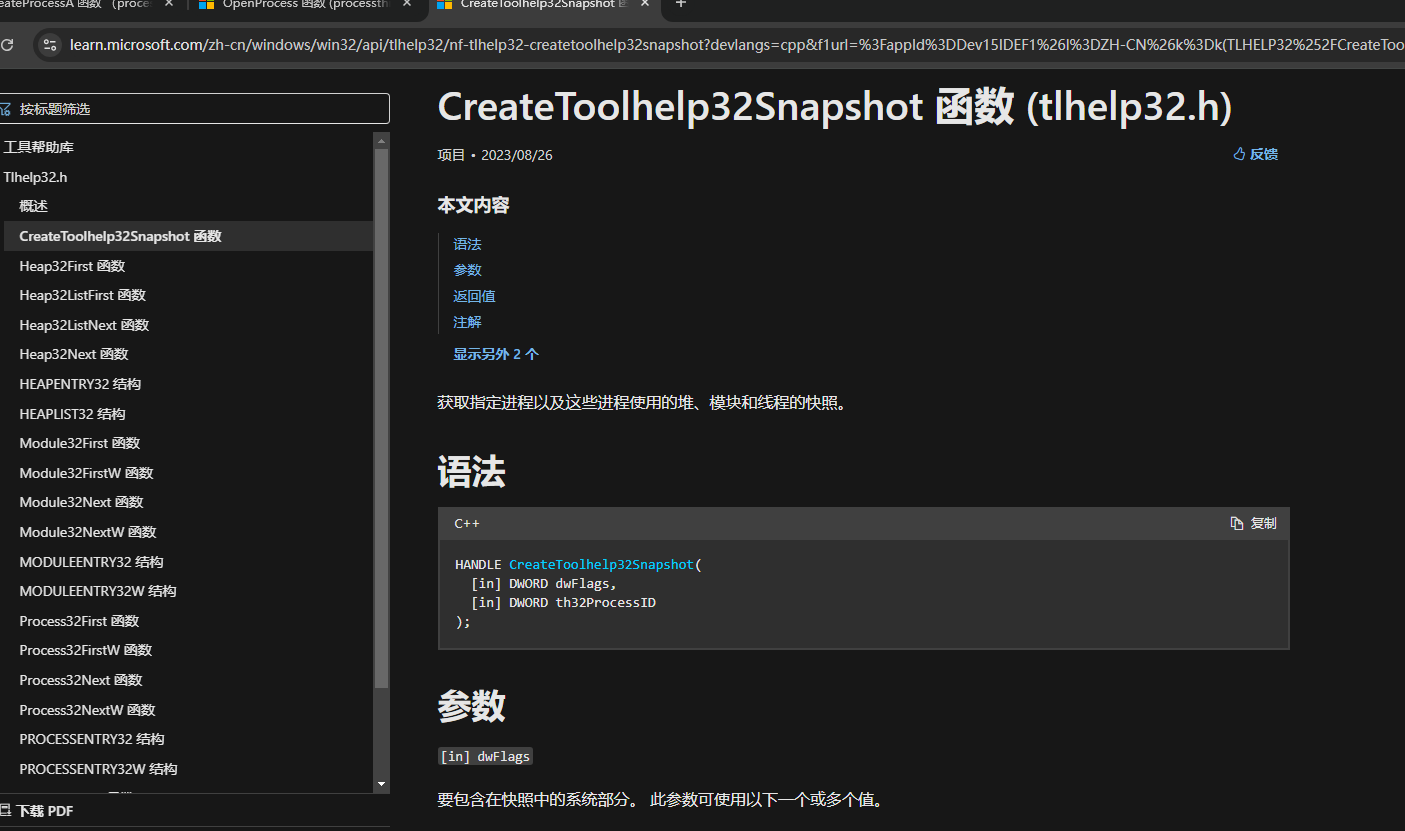 eateProcessA 函数 （proce
OpenProcess 函数 (processth
CreateToolhelp32Snapshot 函
learn.microsoft.com/zh-cn/windows/win32/api/tlhelp32/nf-tlhelp32-createtoolhelp32snapshot?devlangs=cpp&f1url=%3FappId%3DDev15IDEF1%26l%3DZH-CN%26k%3Dk(TLHELP32%252FCreateToo
按标题筛选
工具帮助库
Tlhelp32.h
概述
CreateToolhelp32Snapshot 函数
Heap32First 函数
Heap32ListFirst 函数
Heap32ListNext 函数
Heap32Next 函数
HEAPENTRY32 结构
HEAPLIST32 结构
Module32First 函数
Module32FirstW 函数
Module32Next 函数
Module32NextW 函数
MODULEENTRY32 结构
MODULEENTRY32W 结构
Process32First 函数
Process32FirstW 函数
Process32Next 函数
Process32NextW 函数
PROCESSENTRY32 结构
PROCESSENTRY32W 结构
下载 PDF
CreateToolhelp32Snapshot 函数 (tlhelp32.h)
项目 • 2023/08/26
反馈
本文内容
语法
参数
返回值
注解
显示另外 2 个
获取指定进程以及这些进程使用的堆、模块和线程的快照。
语法
C++
复制
HANDLE CreateToolhelp32Snapshot(
[in] DWORD dwFlags,
[in] DWORD th32ProcessID
);
参数
[in] dwFlags
要包含在快照中的系统部分。 此参数可使用以下一个或多个值。